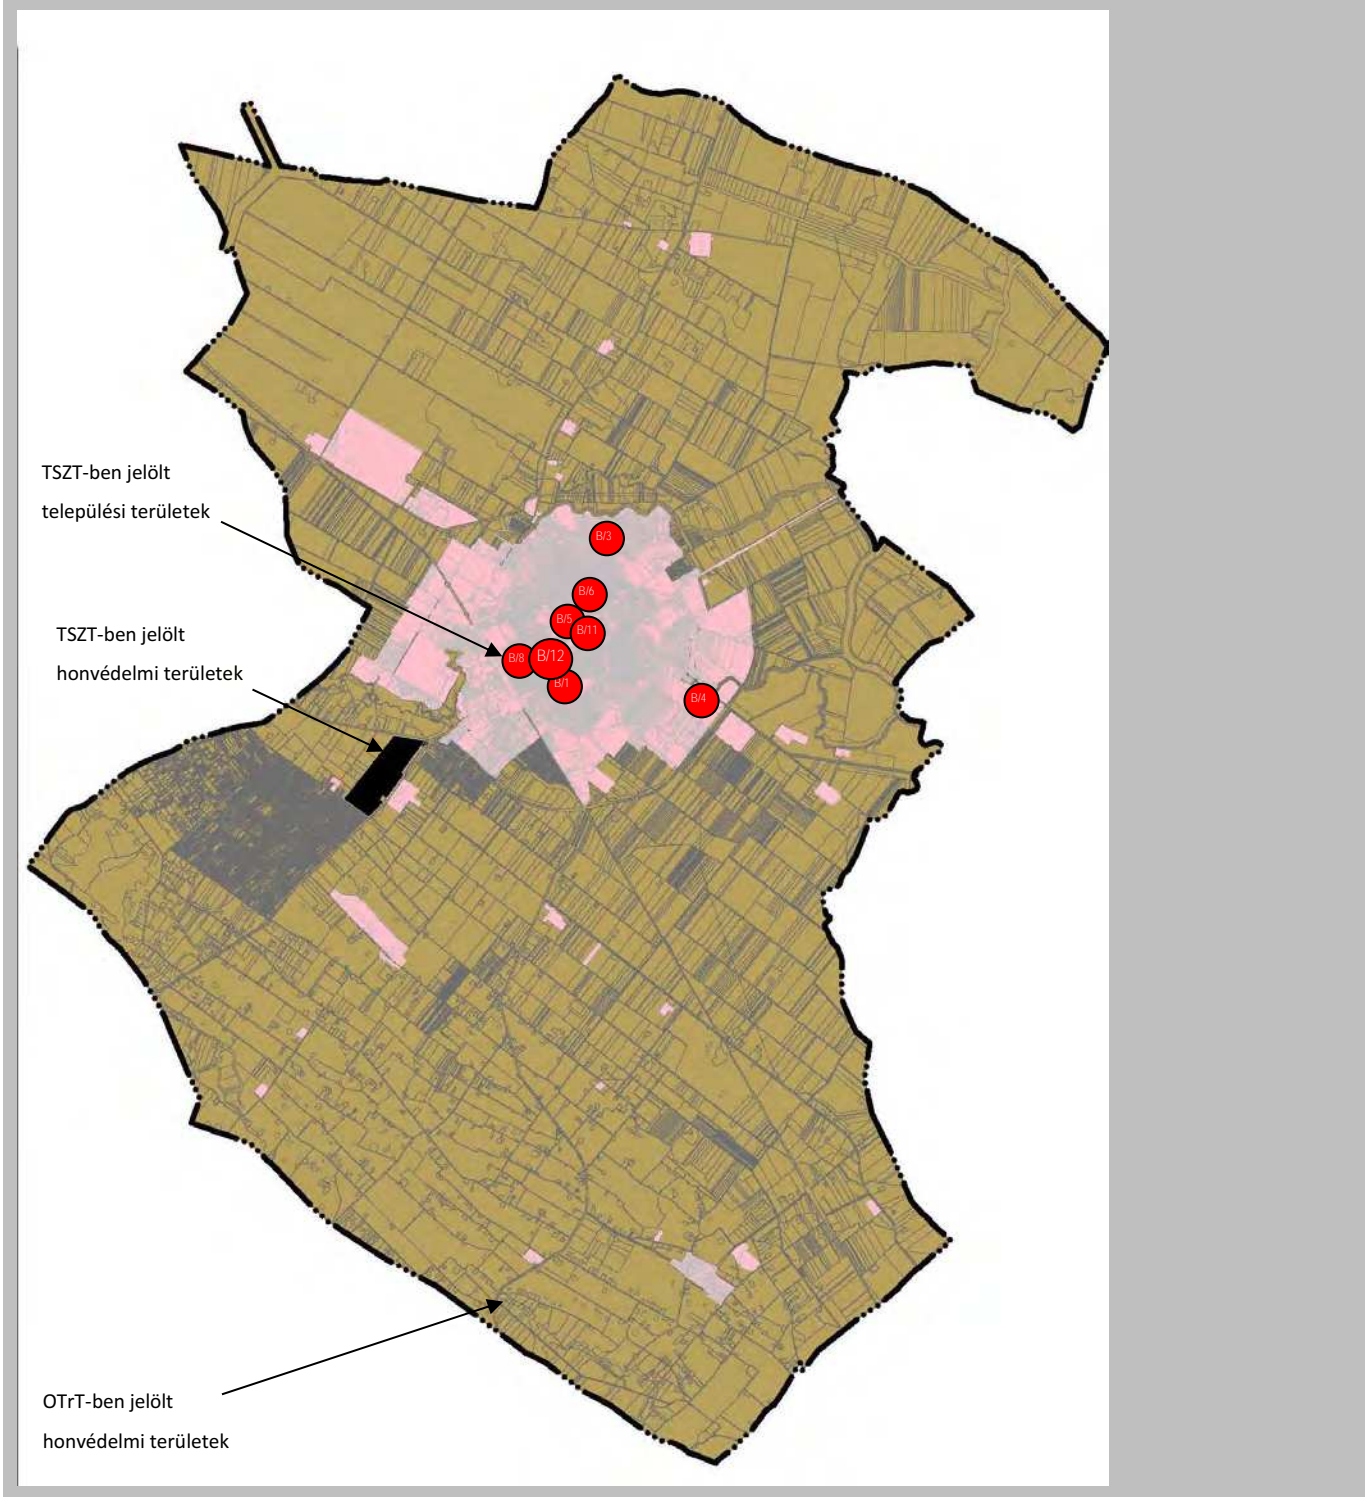 TSZT-ben jelölt
települési területek
B/3
B/6
B/5
B/11
TSZT-ben jelölt
honvédelmi területek
B/8
B/12
B/1
B/4
OTrT-ben jelölt
honvédelmi területek